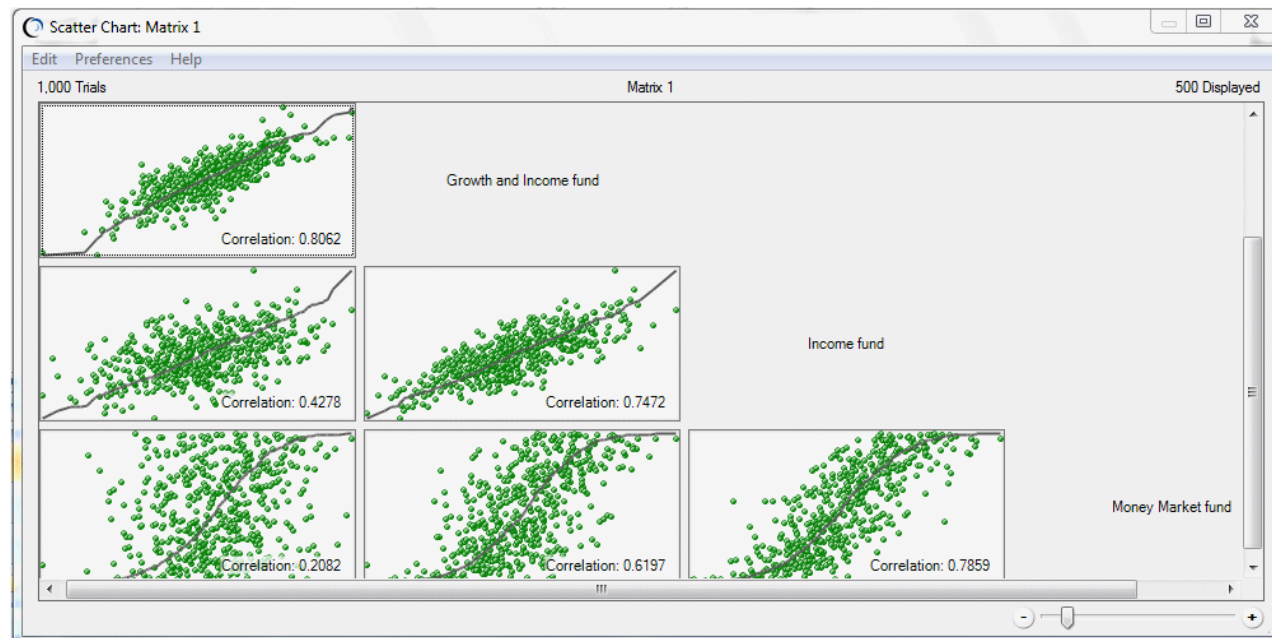 Scatter Chart: Matrix 1
Edit Preferences Help
1,000 Trials Matrix 1 500 Displayed
Growth and Income fund
Correlation: 0.8062
Income fund
Correlation: 0.4278 Correlation: 0.7472
Money Market fund
Correlation: 0.2082 Correlation: 0.6197 Correlation: 0.7859